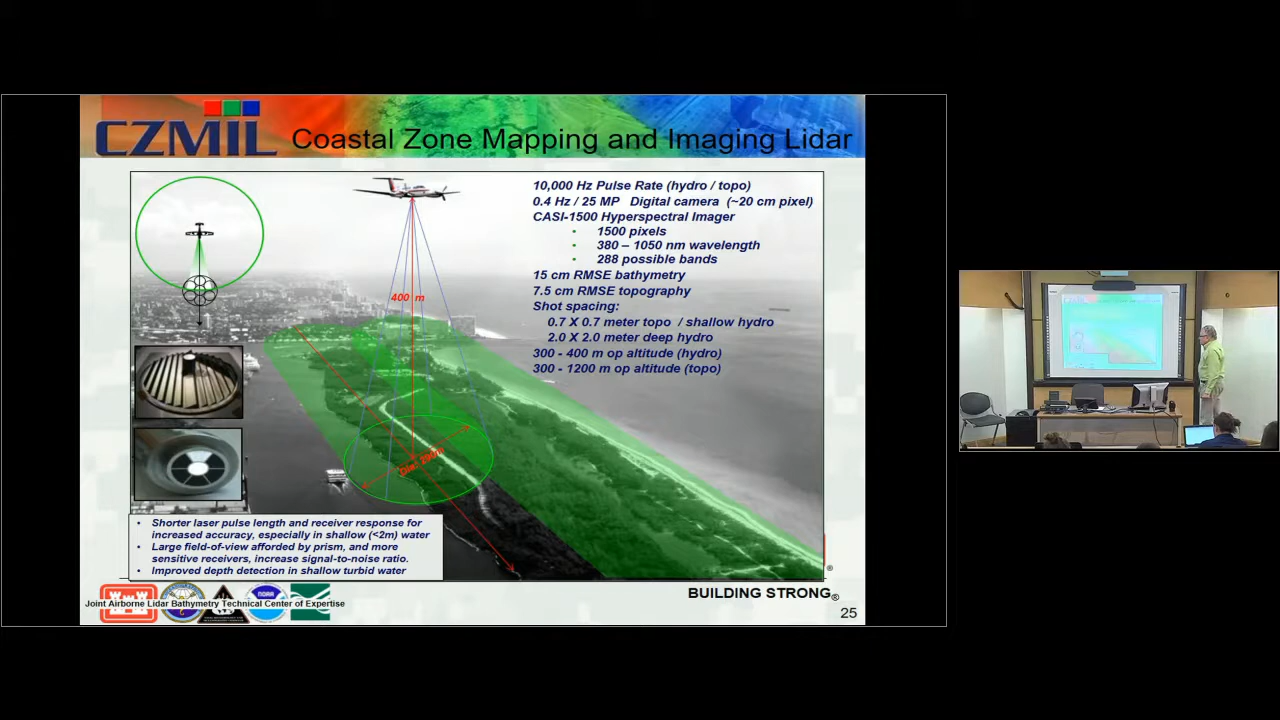 CZMIL
Coastal Zone Mapping and Imaging Lidar
10,000 Hz Pulse Rate (hydro / topo)
0.4 Hz / 25 MP Digital camera (~20 cm pixel)
CASI-1500 Hyperspectral Imager
• 1500 pixels
• 380 – 1050 nm wavelength
• 288 possible bands
15 cm RMSE bathymetry
7.5 cm RMSE topography
Shot spacing:
0.7 X 0.7 meter topo / shallow hydro
2.0 X 2.0 meter deep hydro
300 - 400 m op altitude (hydro)
300 - 1200 m op altitude (topo)
400 m
Dia: 290m
• Shorter laser pulse length and receiver response for
increased accuracy, especially in shallow (<2m) water
• Large field-of-view afforded by prism, and more
sensitive receivers, increase signal-to-noise ratio.
• Improved depth detection in shallow turbid water
®
BUILDING STRONG®
noaa
Joint Airborne Lidar Bathymetry Technical Center of Expertise
25